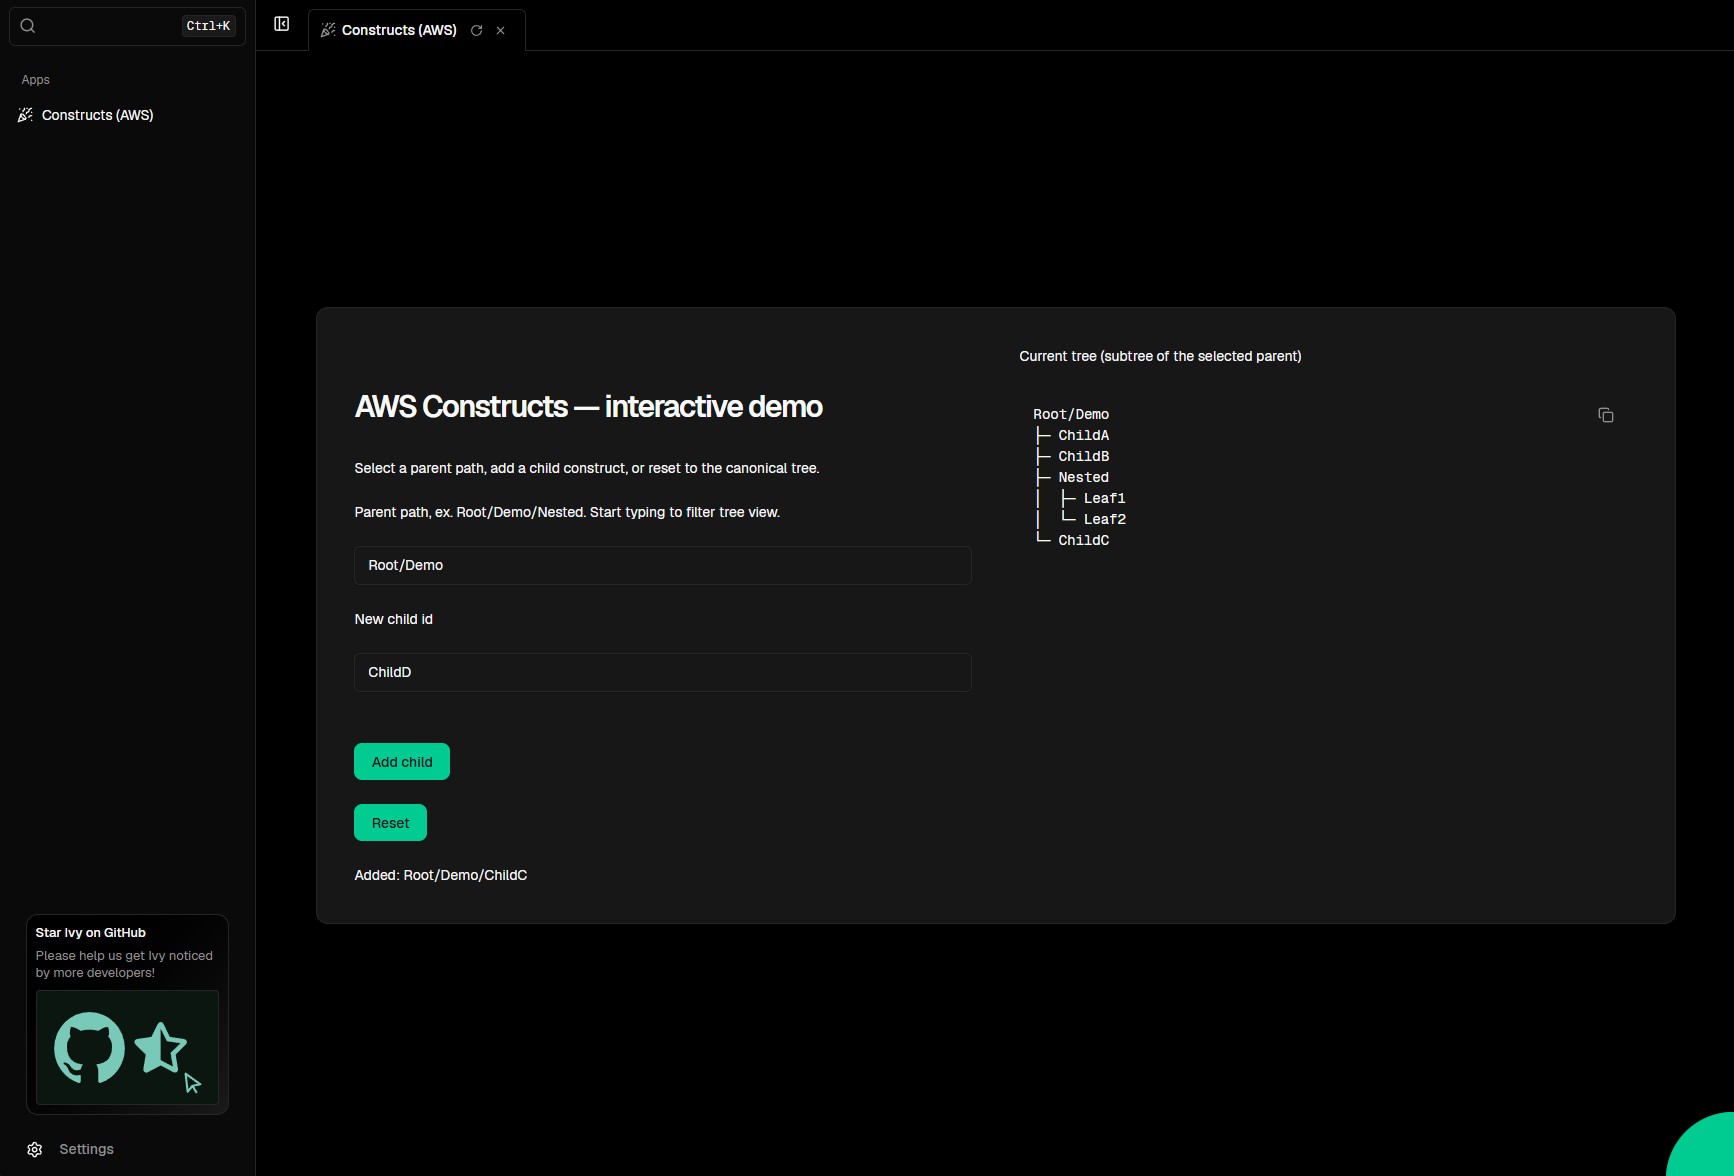 Ctrl+K
Apps
Constructs (AWS)
Star Ivy on GitHub
Please help us get Ivy noticed
by more developers!
Settings
Constructs (AWS)
AWS Constructs — interactive demo
Select a parent path, add a child construct, or reset to the canonical tree.
Parent path, ex. Root/Demo/Nested. Start typing to filter tree view.
Root/Demo
New child id
ChildD
Add child
Reset
Added: Root/Demo/ChildC
Current tree (subtree of the selected parent)
Root/Demo
├─ ChildA
├─ ChildB
├─ Nested
│  ├─ Leaf1
│  └─ Leaf2
└─ ChildC